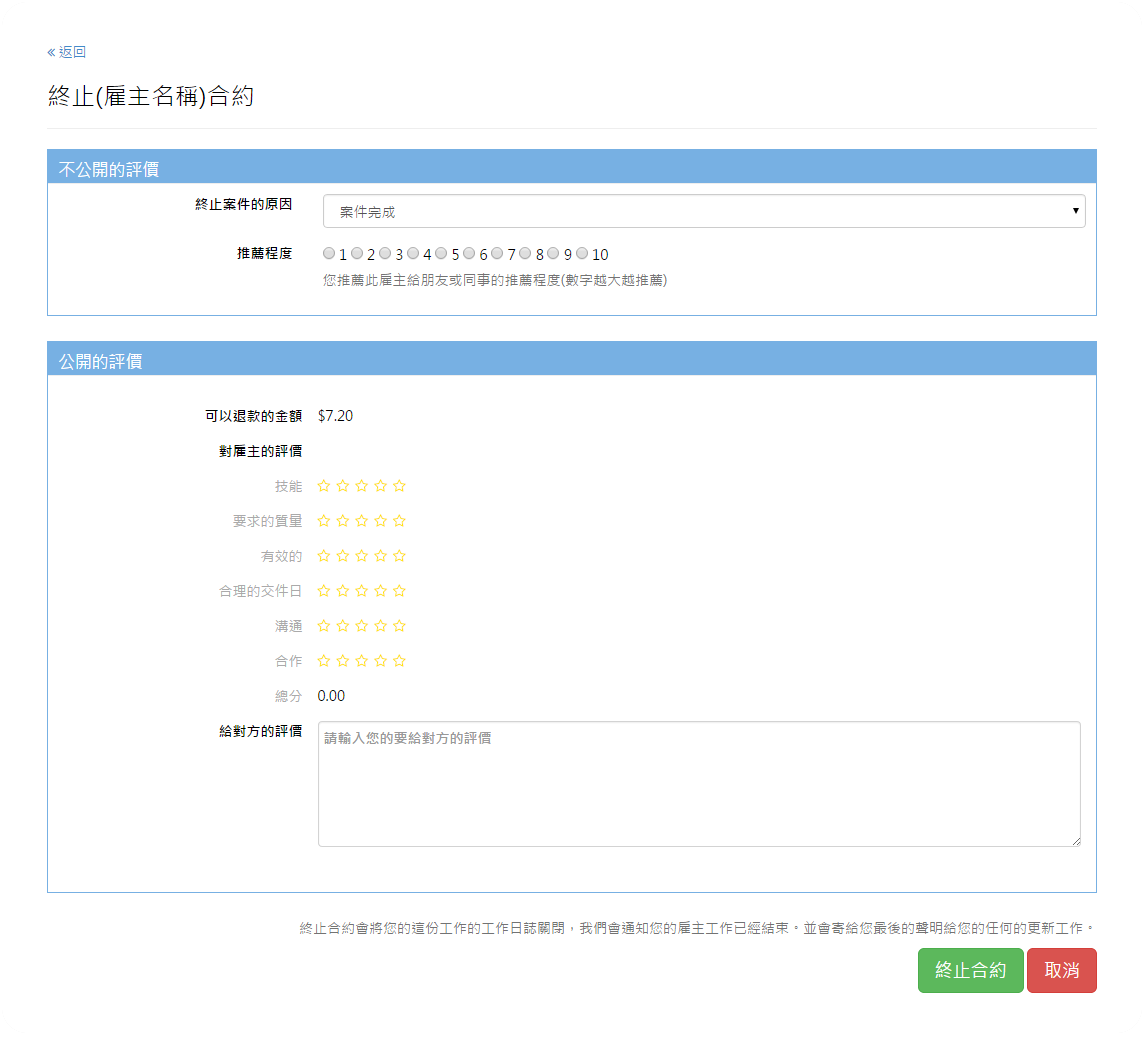 « 返回
終止(雇主名稱)合約
不公開的評價
終止案件的原因 案件完成
推薦程度 1 2 3 4 5 6 7 8 9 10
您推薦此雇主給朋友或同事的推薦程度(數字越大越推薦)
公開的評價
可以退款的金額 $7.20
對雇主的評價
技能
要求的質量
有效的
合理的交件日
溝通
合作
總分 0.00
給對方的評價 請輸入您的要給對方的評價
終止合約會將您的這份工作的工作日誌關閉，我們會通知您的雇主工作已經結束。並會寄給您最後的聲明給您的任何的更新工作。
終止合約 取消